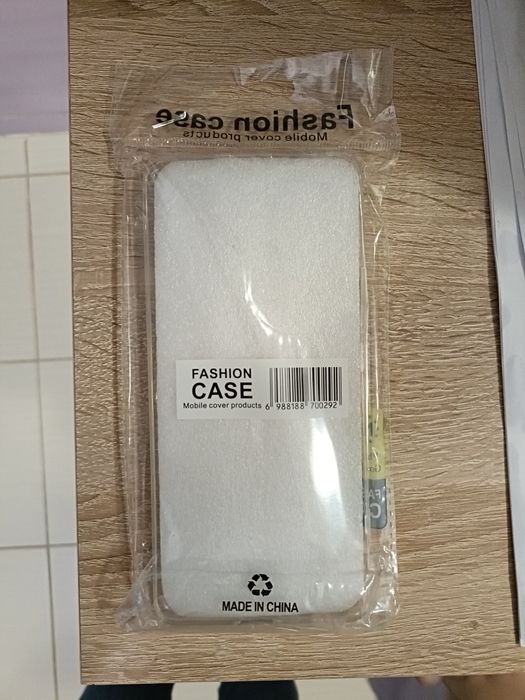 Fashion case
Mobile cover products
FASHION
CASE
Mobile cover products
6 988188 700292
MADE IN CHINA